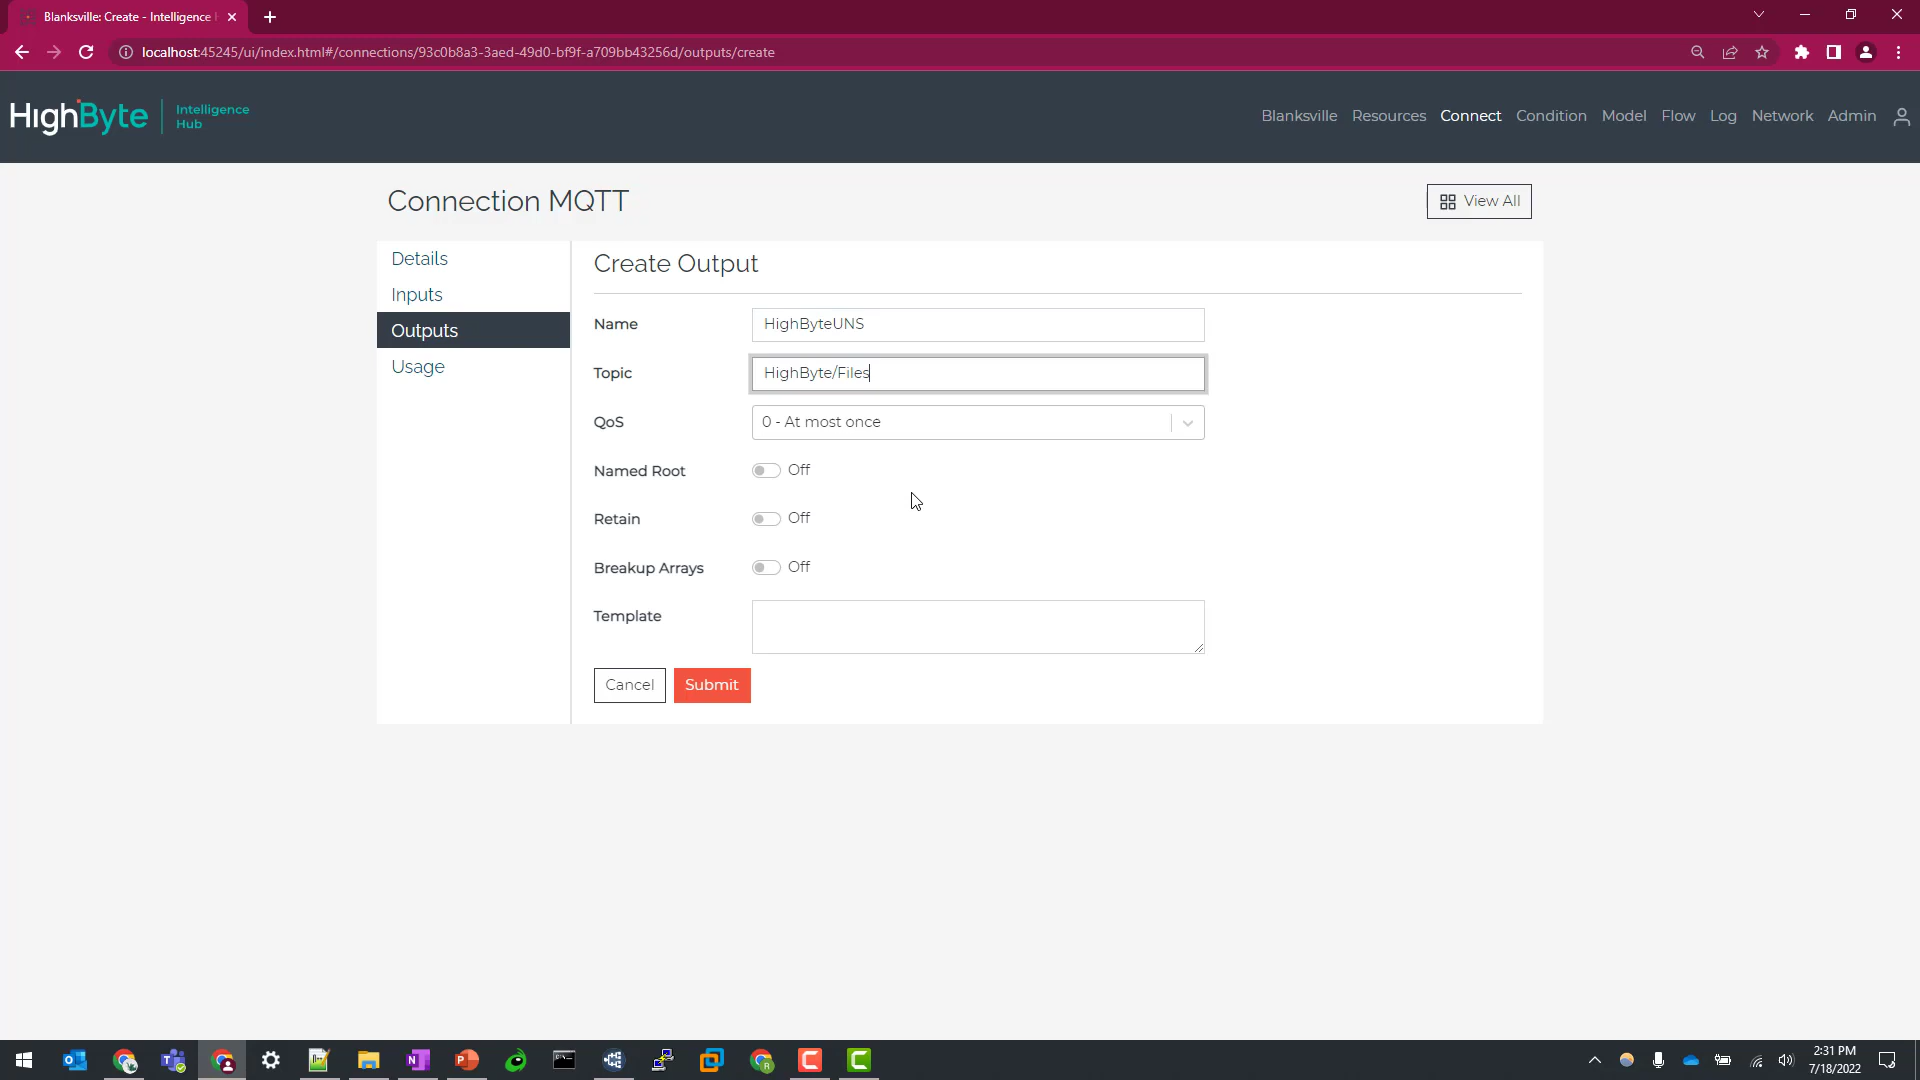 Blanksville: Create - Intelligence H
localhost:45245/ui/index.html#/connections/93c0b8a3-3aed-49d0-bf9f-a709bb43256d/outputs/create
HighByte
Intelligence
Hub
Blanksville Resources Connect Condition Model Flow Log Network Admin
Connection MQTT
View All
Details
Inputs
Outputs
Usage
Create Output
Name
HighByteUNS
Topic
HighByte/Files
QoS
0 - At most once
Named Root
Off
Retain
Off
Breakup Arrays
Off
Template
Cancel
Submit
2:31 PM
7/18/2022